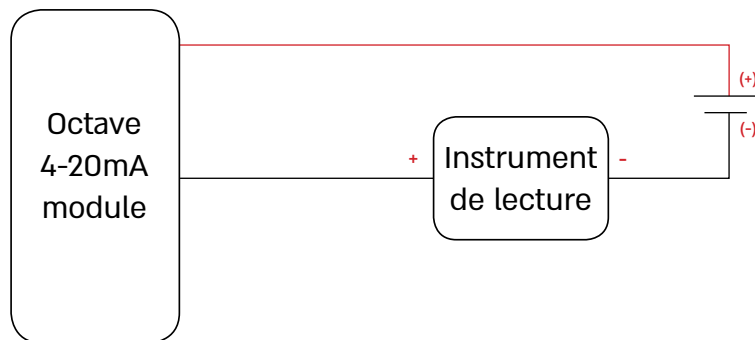 Octave
4-20mA
module
+
Instrument
de lecture
-
(+)
(-)